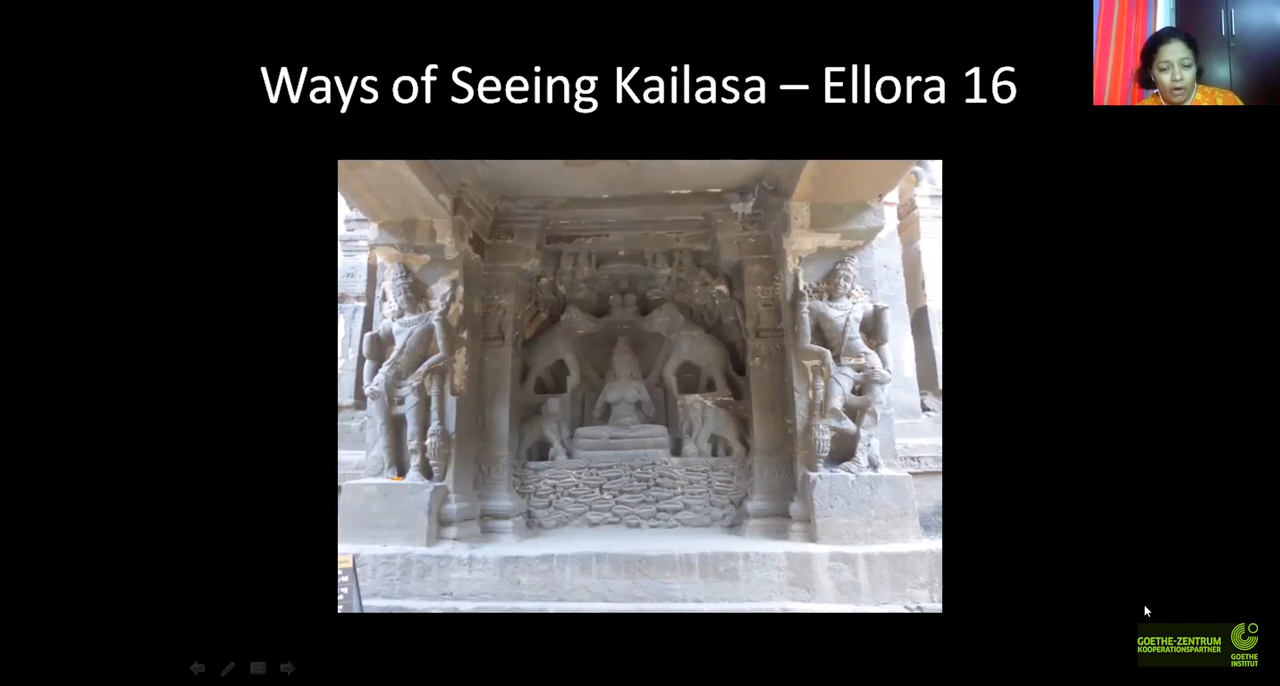 Ways of Seeing Kailasa – Ellora 16
GOETHE-ZENTRUM
KOOPERATIONSPARTNER
GOETHE
INSTITUT